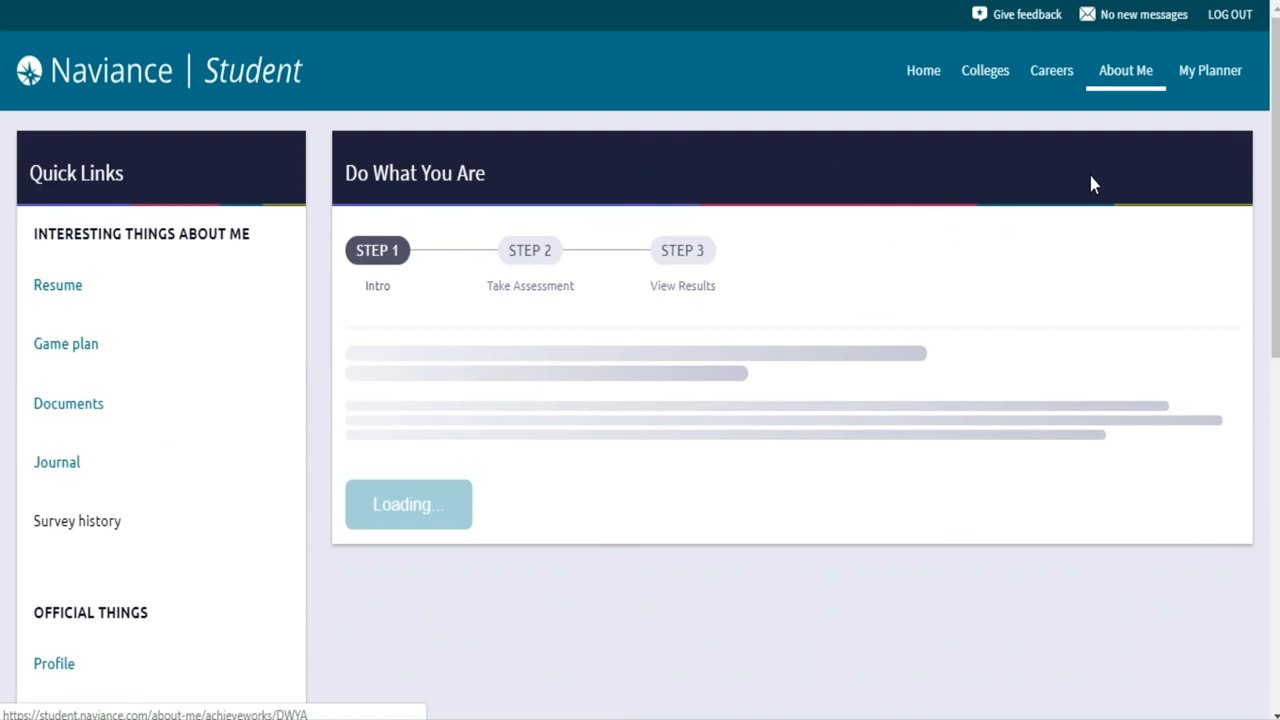 Give feedback
No new messages
LOG OUT
Naviance | Student
Home
Colleges
Careers
About Me
My Planner
Quick Links
INTERESTING THINGS ABOUT ME
Resume
Game plan
Documents
Journal
Survey history
OFFICIAL THINGS
Profile
Do What You Are
STEP 1
STEP 2
STEP 3
Intro
Take Assessment
View Results
Loading...
https://student.naviance.com/about-me/achieveworks/DWYA